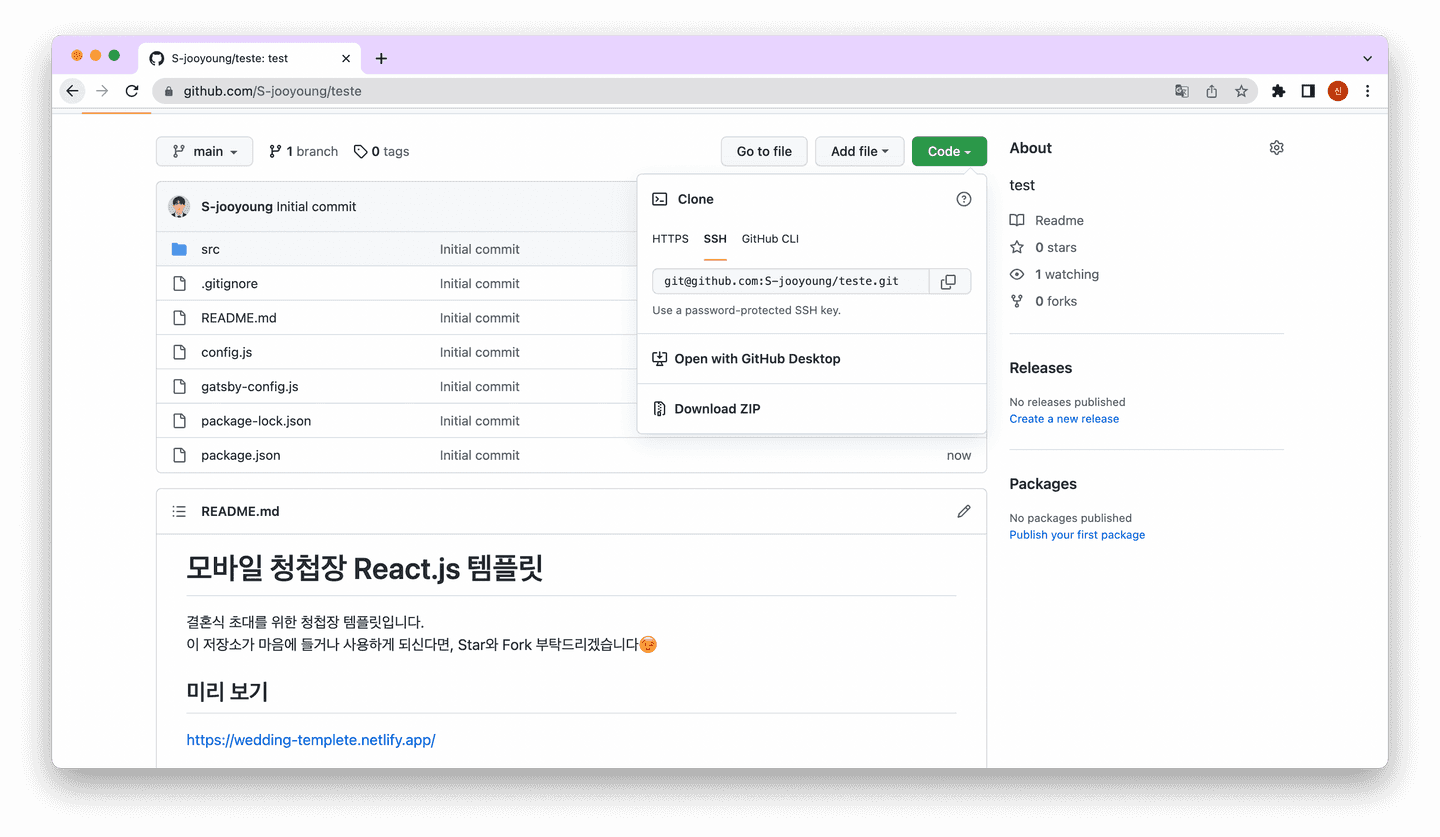 S-jooyoung/teste: test
github.com/S-jooyoung/teste
신
main
1 branch
0 tags
Go to file
Add file
Code
S-jooyoung Initial commit
src Initial commit
.gitignore Initial commit
README.md Initial commit
config.js Initial commit
gatsby-config.js Initial commit
package-lock.json Initial commit
package.json Initial commit now
Clone
HTTPS SSH GitHub CLI
git@github.com:S-jooyoung/teste.git
Use a password-protected SSH key.
Open with GitHub Desktop
Download ZIP
README.md
모바일 청첩장 React.js 템플릿
결혼식 초대를 위한 청첩장 템플릿입니다.
이 저장소가 마음에 들거나 사용하게 되신다면, Star와 Fork 부탁드리겠습니다
미리 보기
https://wedding-templete.netlify.app/
About
test
Readme
0 stars
1 watching
0 forks
Releases
No releases published
Create a new release
Packages
No packages published
Publish your first package